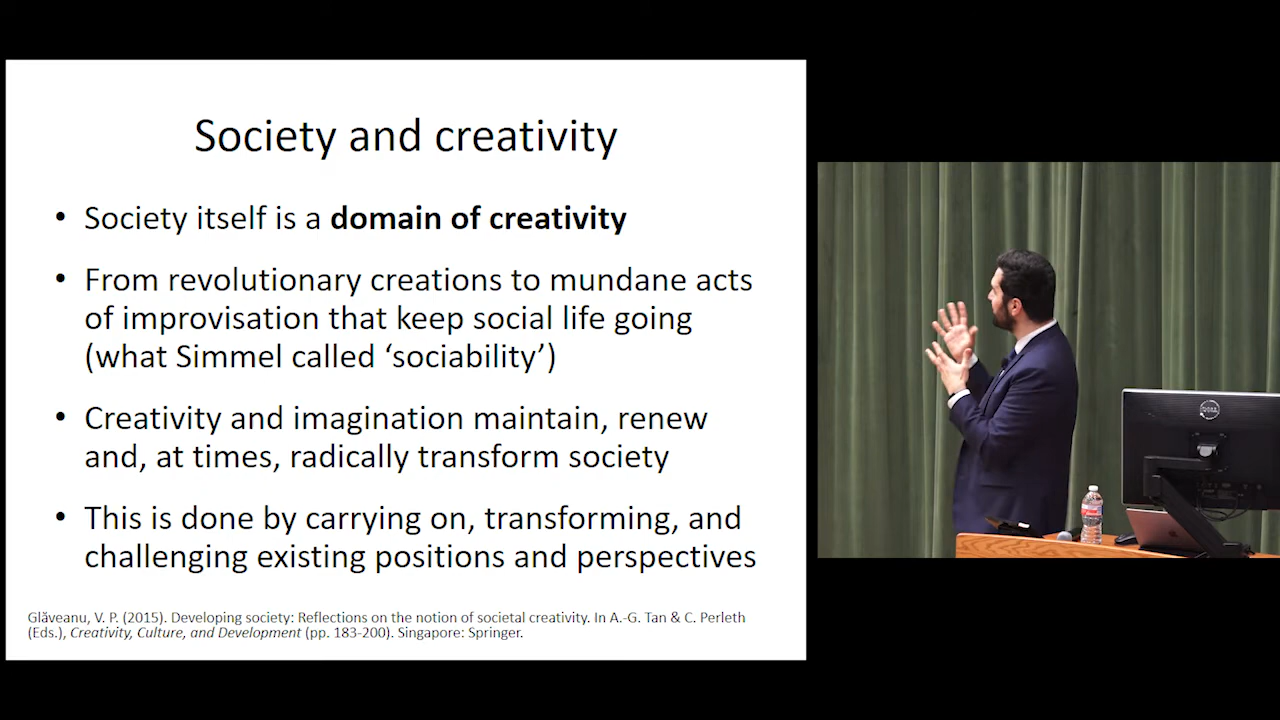 Society and creativity
• Society itself is a domain of creativity
• From revolutionary creations to mundane acts
of improvisation that keep social life going
(what Simmel called ‘sociability’)
• Creativity and imagination maintain, renew
and, at times, radically transform society
• This is done by carrying on, transforming, and
challenging existing positions and perspectives
Glăveanu, V. P. (2015). Developing society: Reflections on the notion of societal creativity. In A.-G. Tan & C. Perleth
(Eds.), Creativity, Culture, and Development (pp. 183-200). Singapore: Springer.